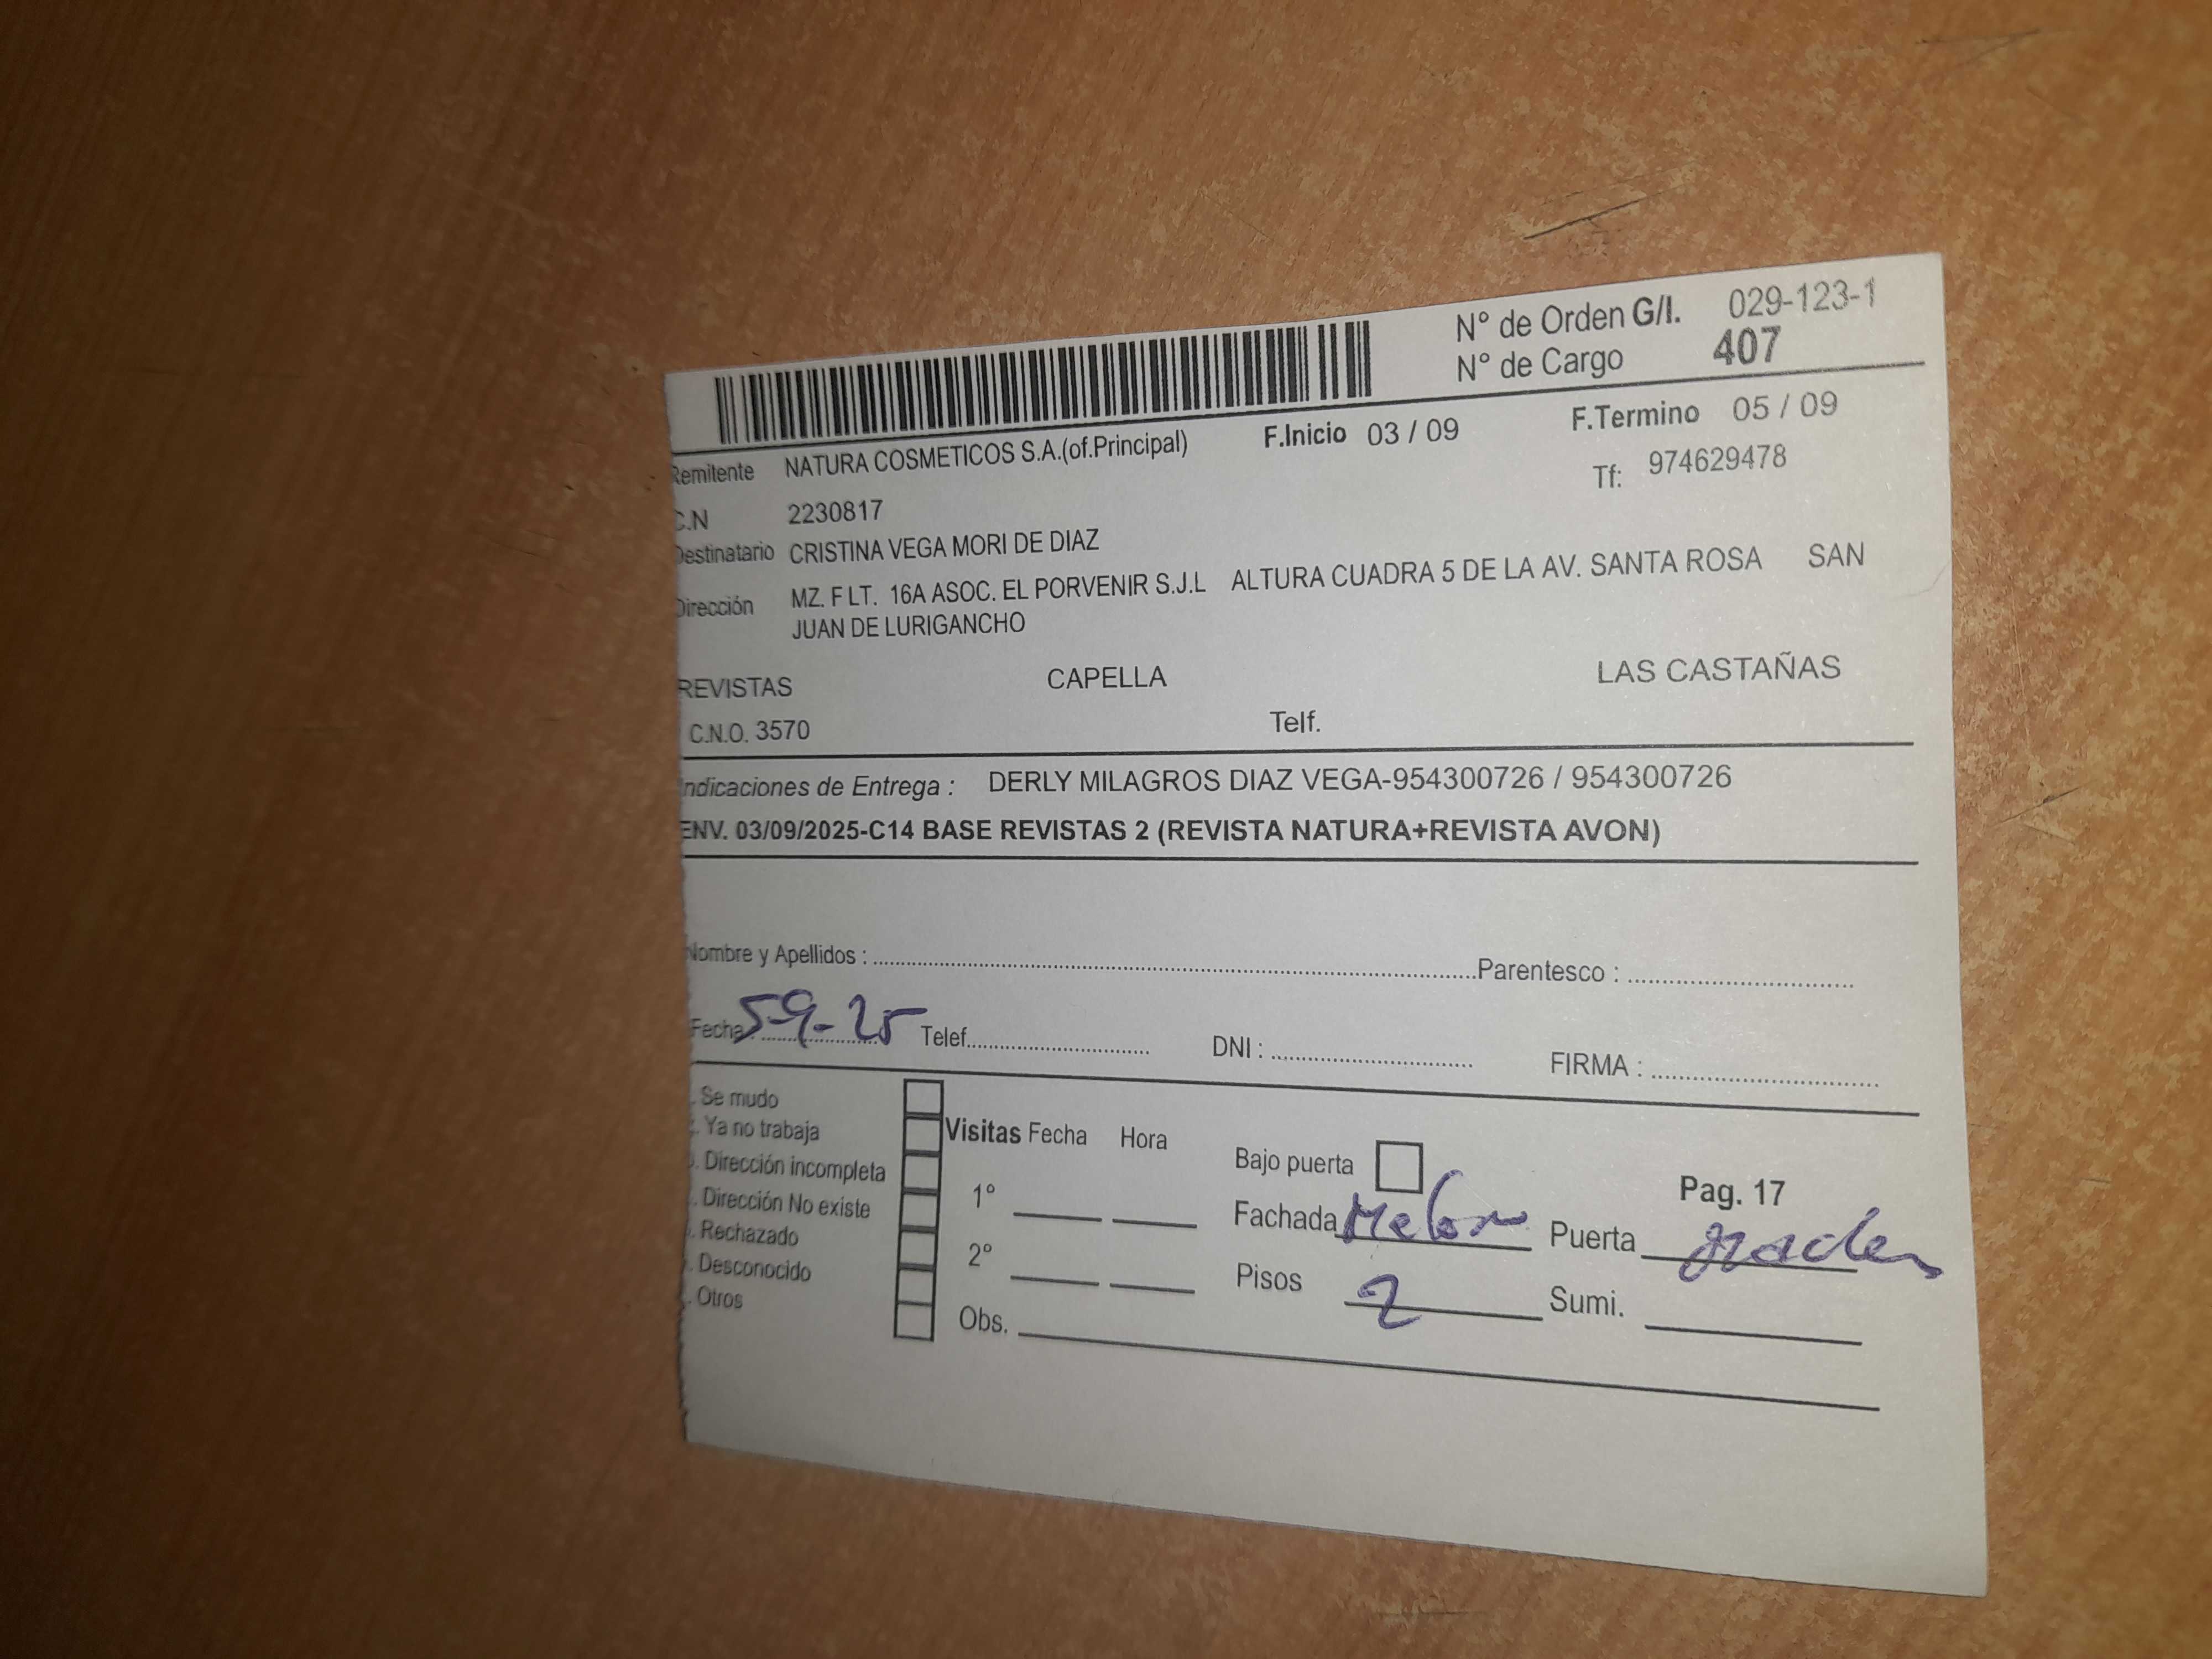 N° de Orden G/I. 029-123-1
N° de Cargo 407
F.Inicio 03 / 09 F.Termino 05 / 09
Remitente NATURA COSMETICOS S.A.(of.Principal) Tf: 974629478
C.N 2230817
Destinatario CRISTINA VEGA MORI DE DIAZ
Dirección MZ. F LT. 16A ASOC. EL PORVENIR S.J.L ALTURA CUADRA 5 DE LA AV. SANTA ROSA SAN
JUAN DE LURIGANCHO
REVISTAS CAPELLA LAS CASTAÑAS
C.N.O. 3570 Telf.
Indicaciones de Entrega : DERLY MILAGROS DIAZ VEGA-954300726 / 954300726
ENV. 03/09/2025-C14 BASE REVISTAS 2 (REVISTA NATURA+REVISTA AVON)
Nombre y Apellidos : Parentesco :
Fecha : 5-9-25 Telef. DNI : FIRMA :
. Se mudo
. Ya no trabaja
. Dirección incompleta
. Dirección No existe
. Rechazado
. Desconocido
. Otros
Visitas Fecha Hora
1°
2°
Obs.
Bajo puerta
Pag. 17
Fachada Melon Puerta
Pisos 2 Sumi.